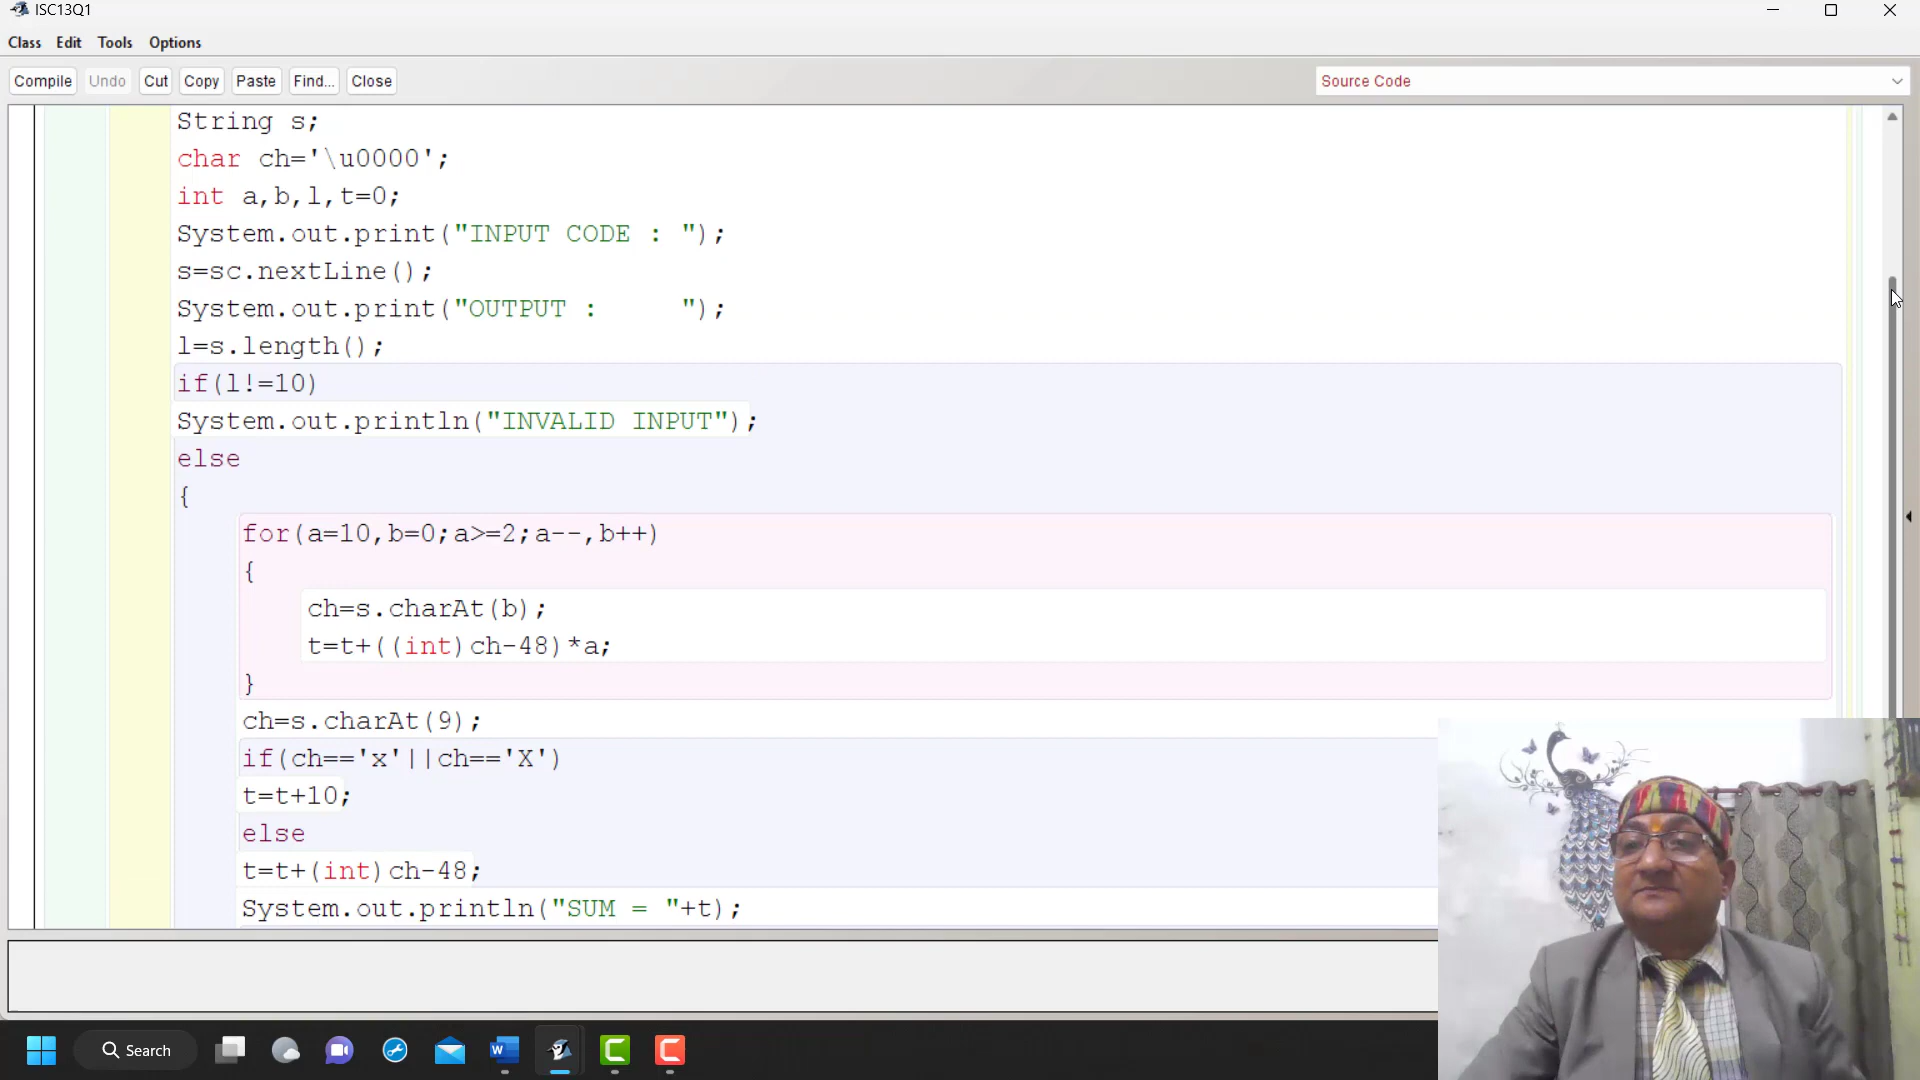 ISC13Q1
Class Edit Tools Options
Compile Undo Cut Copy Paste Find... Close Source Code
String s;
char ch='\u0000';
int a,b,l,t=0;
System.out.print("INPUT CODE : ");
s=sc.nextLine();
System.out.print("OUTPUT :     ");
l=s.length();
if(l!=10)
System.out.println("INVALID INPUT");
else
{
for(a=10,b=0;a>=2;a--,b++)
{
ch=s.charAt(b);
t=t+((int)ch-48)*a;
}
ch=s.charAt(9);
if(ch=='x'||ch=='X')
t=t+10;
else
t=t+(int)ch-48;
System.out.println("SUM = "+t);
Search